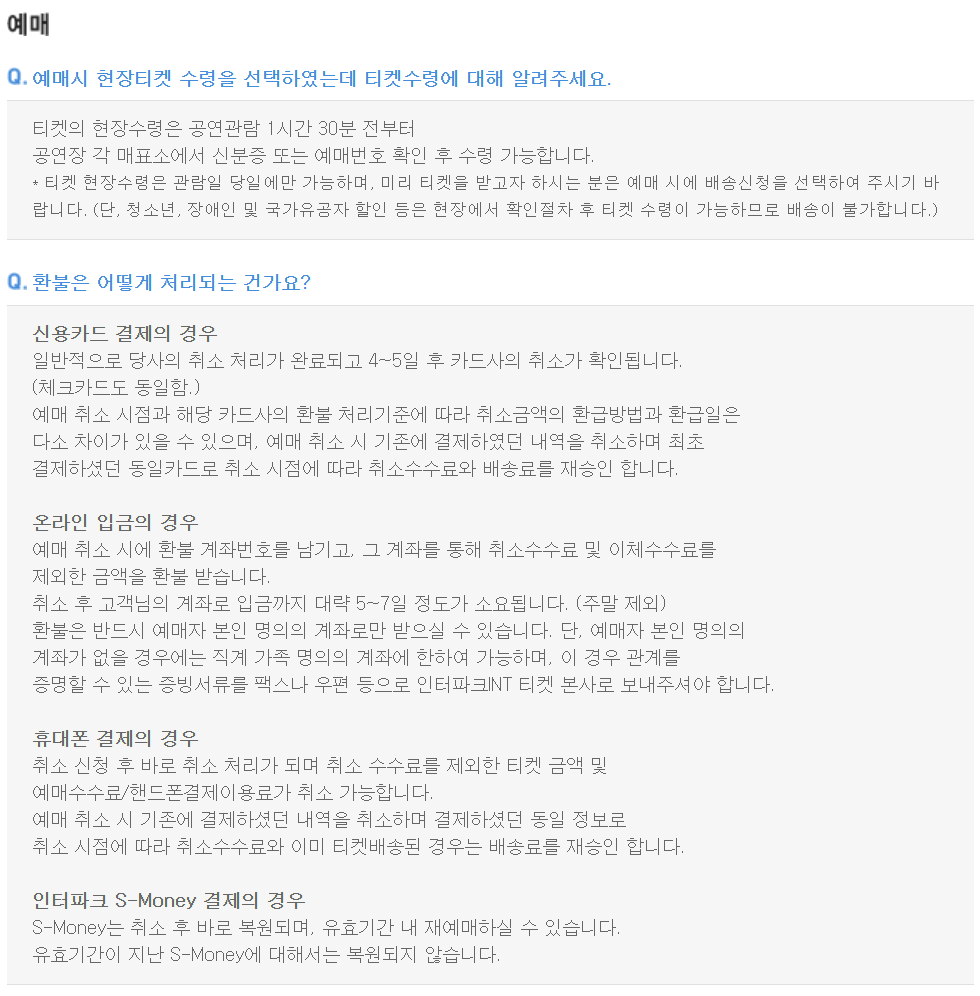 예매
Q. 예매시 현장티켓 수령을 선택하였는데 티켓수령에 대해 알려주세요.
티켓의 현장수령은 공연관람 1시간 30분 전부터
공연장 각 매표소에서 신분증 또는 예매번호 확인 후 수령 가능합니다.
* 티켓 현장수령은 관람일 당일에만 가능하며, 미리 티켓을 받고자 하시는 분은 예매 시에 배송신청을 선택하여 주시기 바
랍니다. (단, 청소년, 장애인 및 국가유공자 할인 등은 현장에서 확인절차 후 티켓 수령이 가능하므로 배송이 불가합니다.)
Q. 환불은 어떻게 처리되는 건가요?
신용카드 결제의 경우
일반적으로 당사의 취소 처리가 완료되고 4~5일 후 카드사의 취소가 확인됩니다.
(체크카드도 동일함.)
예매 취소 시점과 해당 카드사의 환불 처리기준에 따라 취소금액의 환급방법과 환급일은
다소 차이가 있을 수 있으며, 예매 취소 시 기존에 결제하였던 내역을 취소하며 최초
결제하셨던 동일카드로 취소 시점에 따라 취소수수료와 배송료를 재승인 합니다.
온라인 입금의 경우
예매 취소 시에 환불 계좌번호를 남기고, 그 계좌를 통해 취소수수료 및 이체수수료를
제외한 금액을 환불 받습니다.
취소 후 고객님의 계좌로 입금까지 대략 5~7일 정도가 소요됩니다. (주말 제외)
환불은 반드시 예매자 본인 명의의 계좌로만 받으실 수 있습니다. 단, 예매자 본인 명의의
계좌가 없을 경우에는 직계 가족 명의의 계좌에 한하여 가능하며, 이 경우 관계를
증명할 수 있는 증빙서류를 팩스나 우편 등으로 인터파크INT 티켓 본사로 보내주셔야 합니다.
휴대폰 결제의 경우
취소 신청 후 바로 취소 처리가 되며 취소 수수료를 제외한 티켓 금액 및
예매수수료/핸드폰결제이용료가 취소 가능합니다.
예매 취소 시 기존에 결제하셨던 내역을 취소하며 결제하셨던 동일 정보로
취소 시점에 따라 취소수수료와 이미 티켓배송된 경우는 배송료를 재승인 합니다.
인터파크 S-Money 결제의 경우
S-Money는 취소 후 바로 복원되며, 유효기간 내 재예매하실 수 있습니다.
유효기간이 지난 S-Money에 대해서는 복원되지 않습니다.